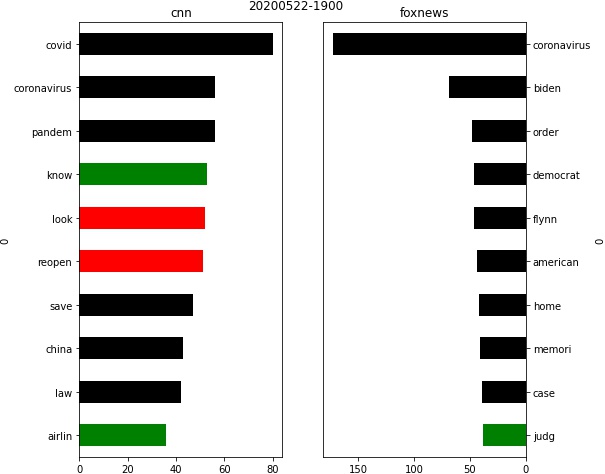 20200522-1900
cnn
foxnews
covid
coronavirus
pandem
know
look
reopen
save
china
law
airlin
0
0 20 40 60 80
coronavirus
biden
order
democrat
flynn
american
home
memori
case
judg
0
150 100 50 0